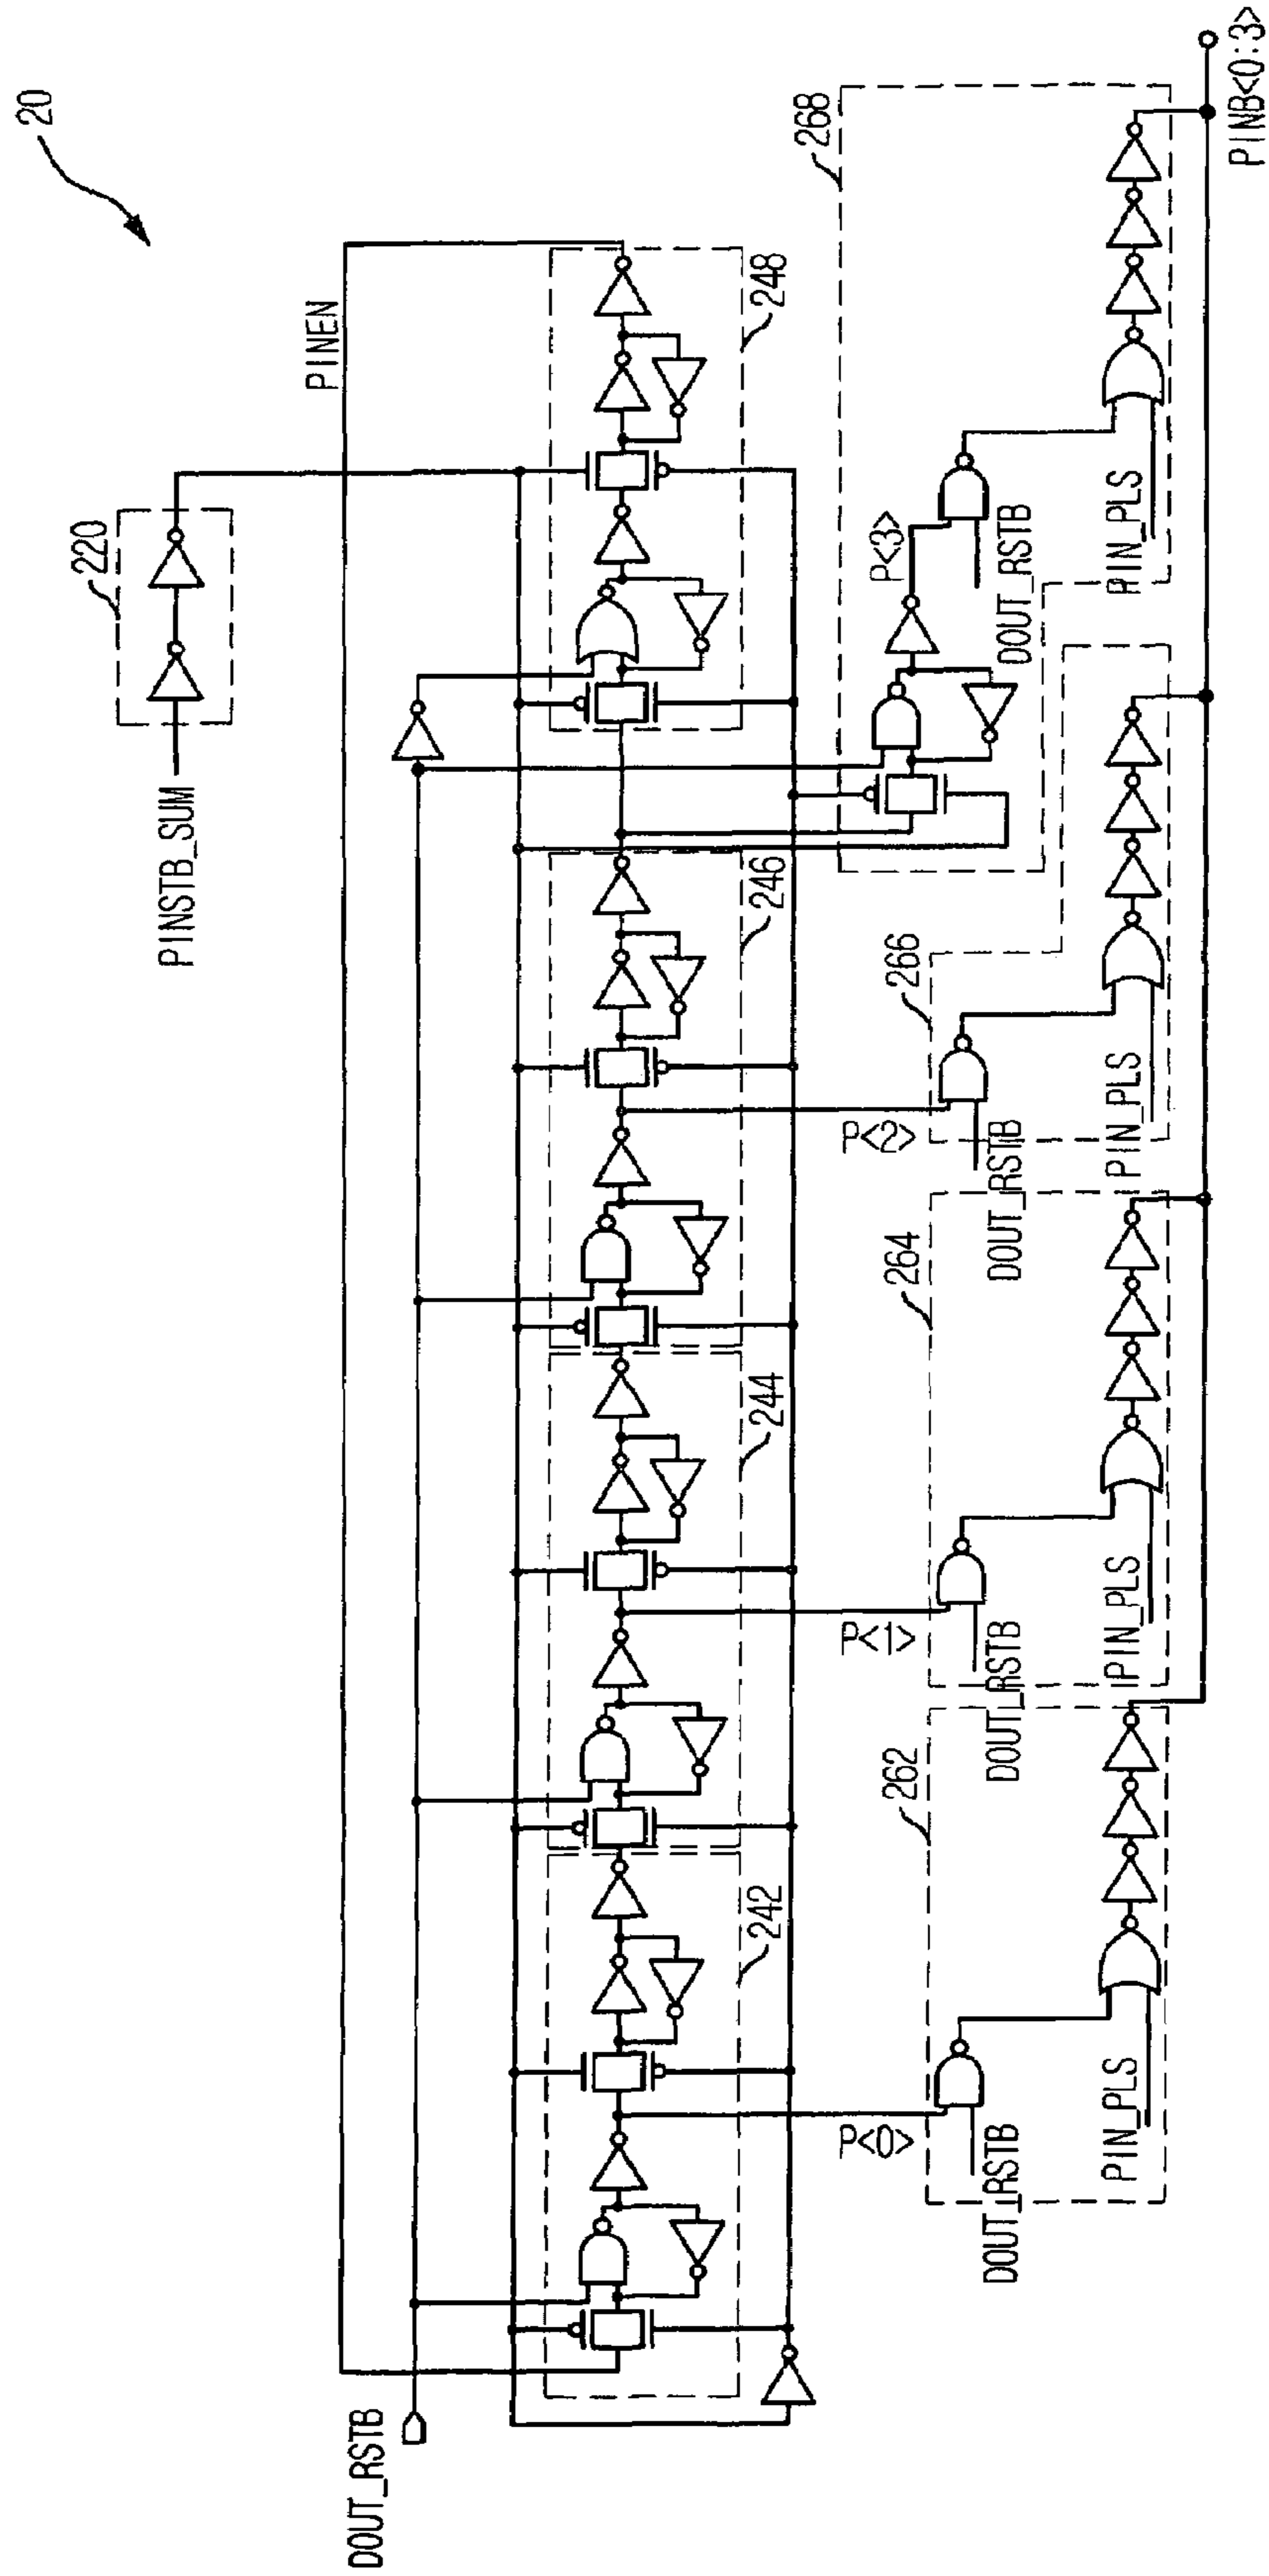 20
220
PINSTB_SUM
PINEN
DOUT_RSTB
242
244
246
248
P<0>
P<1>
P<2>
P<3>
262
264
266
268
DOUT_RSTB
DOUT_RSTB
DOUT_RSTB
DOUT_RSTB
PIN_PLS
PIN_PLS
PIN_PLS
PIN_PLS
PINB<0:3>